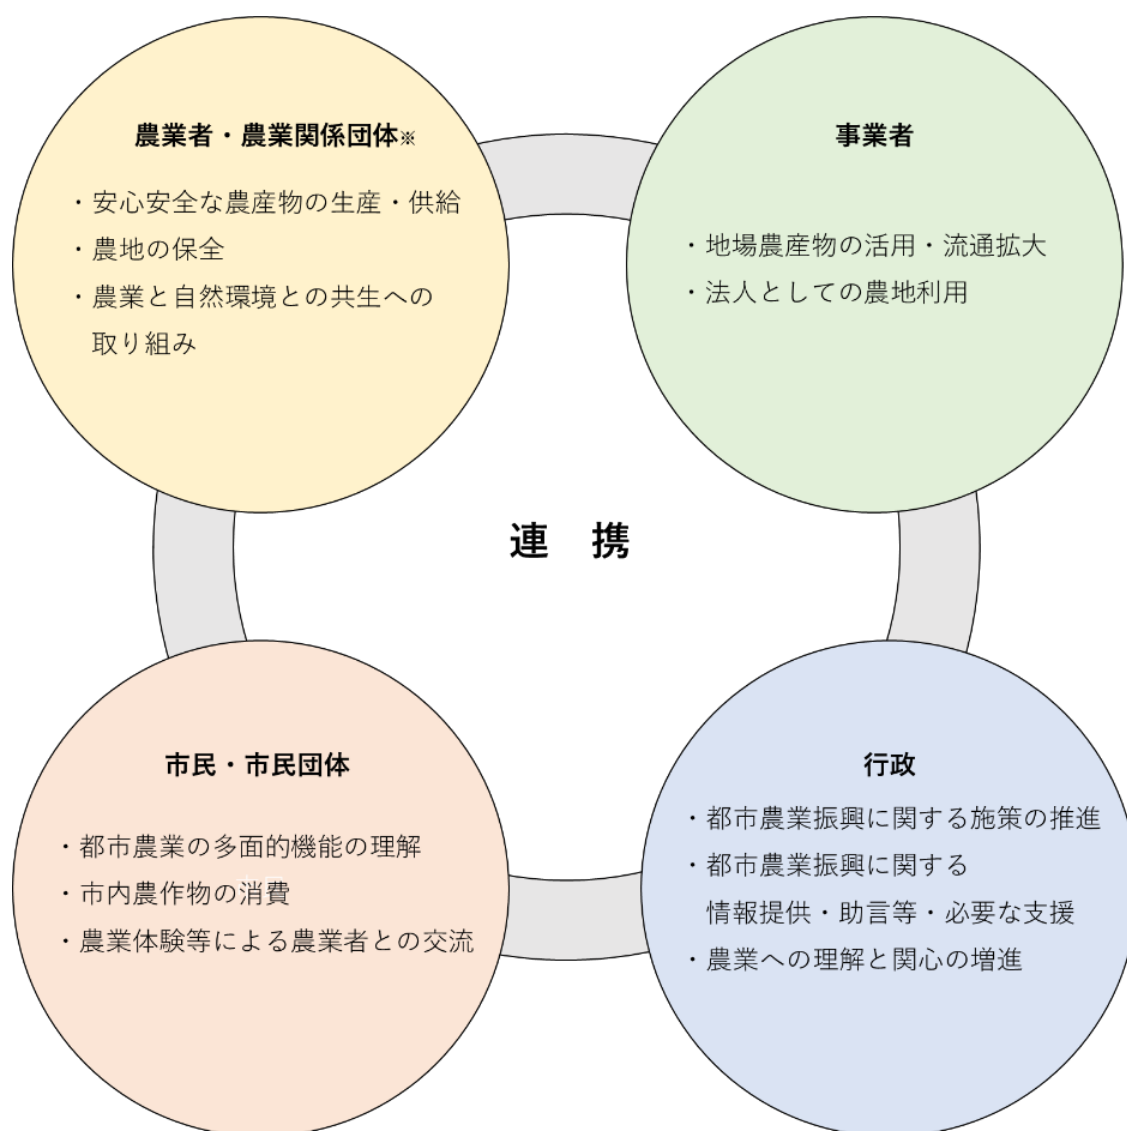 農業者・農業関係団体※
・安心安全な農産物の生産・供給
・農地の保全
・農業と自然環境との共生への
取り組み
事業者
・地場農産物の活用・流通拡大
・法人としての農地利用
連　携
市民・市民団体
・都市農業の多面的機能の理解
・市内農作物の消費
・農業体験等による農業者との交流
行政
・都市農業振興に関する施策の推進
・都市農業振興に関する
情報提供・助言等・必要な支援
・農業への理解と関心の増進